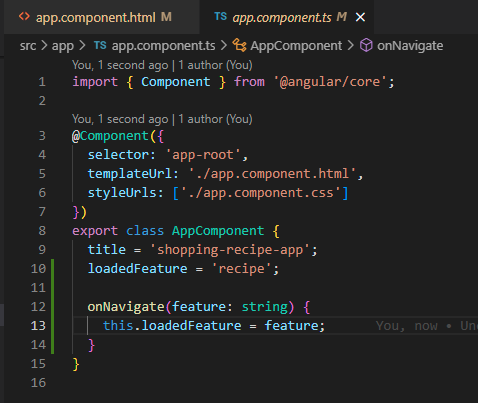 <> app.component.html M TS app.component.ts M ×
src > app > TS app.component.ts > AppComponent > onNavigate
You, 1 second ago | 1 author (You)
1 import { Component } from '@angular/core';
2
You, 1 second ago | 1 author (You)
3 @Component({
4 selector: 'app-root',
5 templateUrl: './app.component.html',
6 styleUrls: ['./app.component.css']
7 })
8 export class AppComponent {
9 title = 'shopping-recipe-app';
10 loadedFeature = 'recipe';
11
12 onNavigate(feature: string) {
13 this.loadedFeature = feature; You, now • Un
14 }
15 }
16